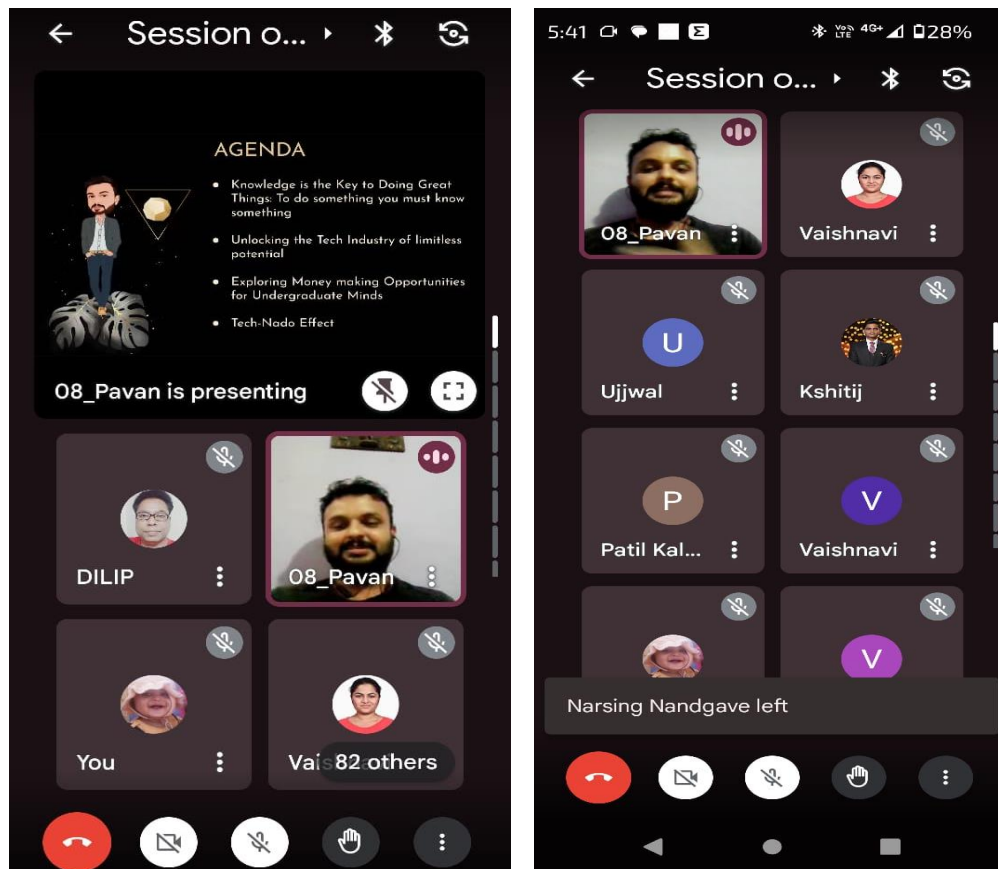 Session o...
AGENDA
• Knowledge is the Key to Doing Great
Things: To do something you must know
something
• Unlocking the Tech Industry of limitless
potential
• Exploring Money making Opportunities
for Undergraduate Minds
• Tech-Nado Effect
08_Pavan is presenting
DILIP
08_Pavan
You
Vais
82 others
5:41
Σ
Vo))
LTE
4G+
28%
Session o...
08_Pavan
Vaishnavi
U
Ujjwal
Kshitij
P
Patil Kal...
V
Vaishnavi
V
Narsing Nandgave left